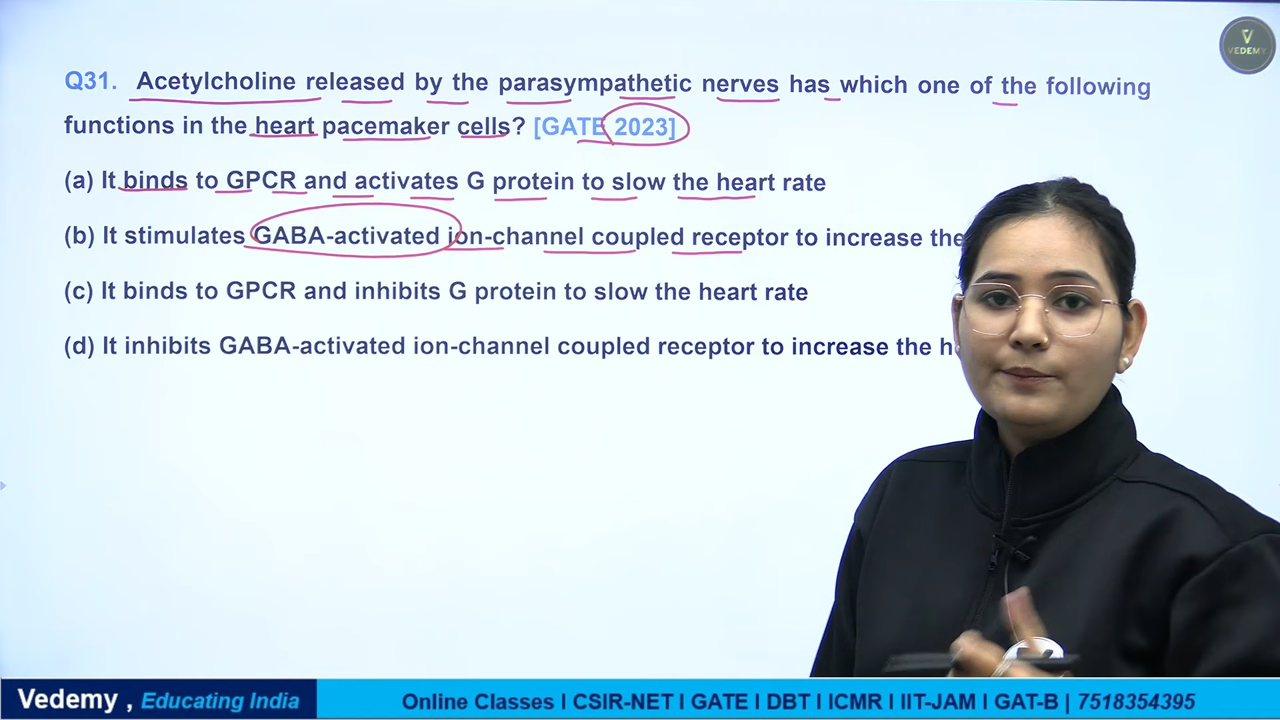 VEDEMY
Q31. Acetylcholine released by the parasympathetic nerves has which one of the following
functions in the heart pacemaker cells? [GATE 2023]
(a) It binds to GPCR and activates G protein to slow the heart rate
(b) It stimulates GABA-activated ion-channel coupled receptor to increase the
(c) It binds to GPCR and inhibits G protein to slow the heart rate
(d) It inhibits GABA-activated ion-channel coupled receptor to increase the h
Vedemy , Educating India
Online Classes I CSIR-NET I GATE I DBT I ICMR I IIT-JAM I GAT-B | 7518354395